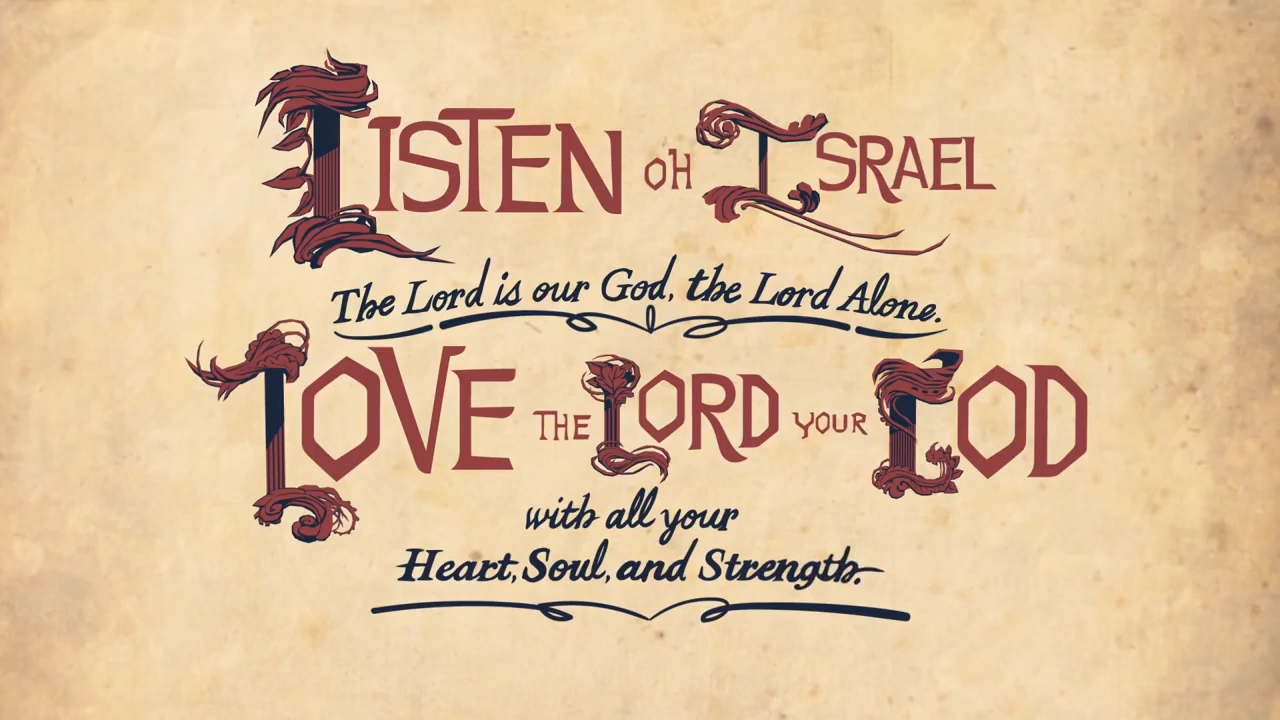 LISTEN OH ISRAEL
The Lord is our God, the Lord Alone.
LOVE THE LORD YOUR GOD
with all your
Heart, Soul, and Strength.